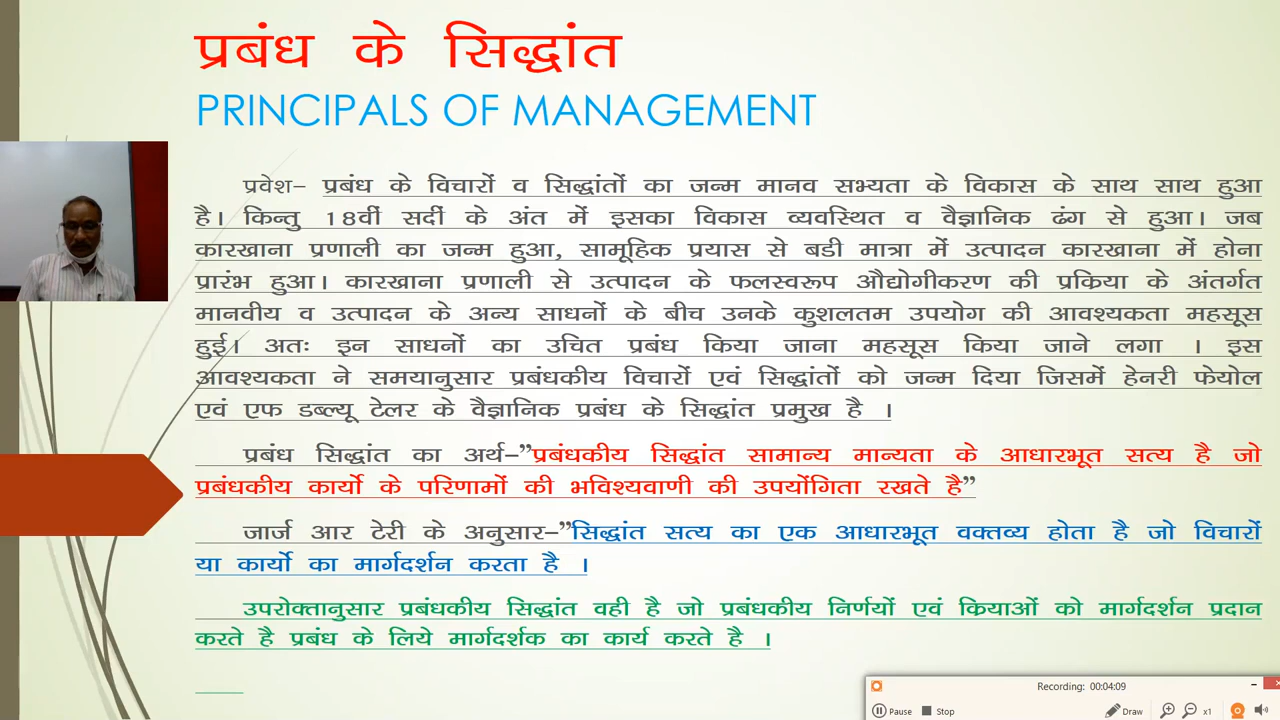 प्रबंध के सिद्धांत
PRINCIPALS OF MANAGEMENT
प्रवेश– प्रबंध के विचारों व सिद्धांतों का जन्म मानव सभ्यता के विकास के साथ साथ हुआ
है। किन्तु 18वीं सदीं के अंत में इसका विकास व्यवस्थित व वैज्ञानिक ढंग से हुआ। जब
कारखाना प्रणाली का जन्म हुआ, सामूहिक प्रयास से बडी मात्रा में उत्पादन कारखाना में होना
प्रारंभ हुआ। कारखाना प्रणाली से उत्पादन के फलस्वरूप औद्योगीकरण की प्रकिया के अंतर्गत
मानवीय व उत्पादन के अन्य साधनों के बीच उनके कुशलतम उपयोग की आवश्यकता महसूस
हुई। अतः इन साधनों का उचित प्रबंध किया जाना महसूस किया जाने लगा । इस
आवश्यकता ने समयानुसार प्रबंधकीय विचारों एवं सिद्धांतों को जन्म दिया जिसमें हेनरी फेयोल
एवं एफ डब्ल्यू टेलर के वैज्ञानिक प्रबंध के सिद्धांत प्रमुख है ।
प्रबंध सिद्धांत का अर्थ–”प्रबंधकीय सिद्धांत सामान्य मान्यता के आधारभूत सत्य है जो
प्रबंधकीय कार्यो के परिणामों की भविश्यवाणी की उपयोंगिता रखते है”
जार्ज आर टेरी के अनुसार–”सिद्धांत सत्य का एक आधारभूत वक्तव्य होता है जो विचारों
या कार्यो का मार्गदर्शन करता है ।
उपरोक्तानुसार प्रबंधकीय सिद्धांत वही है जो प्रबंधकीय निर्णयों एवं क्रियाओं को मार्गदर्शन प्रदान
करते है प्रबंध के लिये मार्गदर्शक का कार्य करते है ।
Recording: 00:04:09
Pause Stop Draw x1